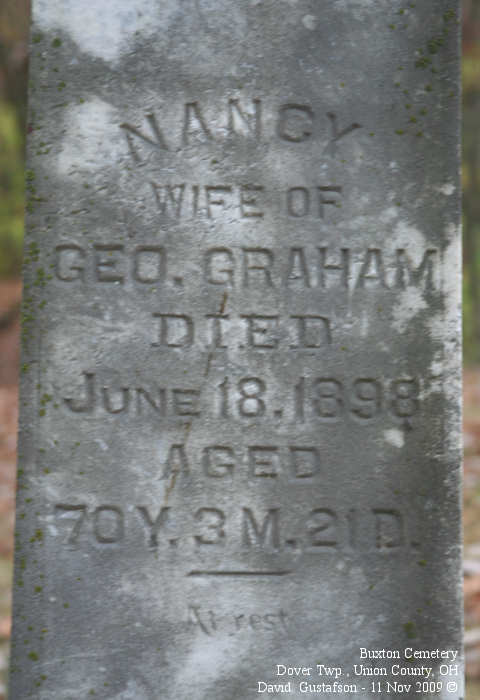 NANCY
WIFE OF
GEO. GRAHAM
DIED
JUNE 18. 1898
AGED
70Y. 3M. 21D.
At rest
Buxton Cemetery
Dover Twp., Union County, OH
David Gustafson - 11 Nov 2009 ©